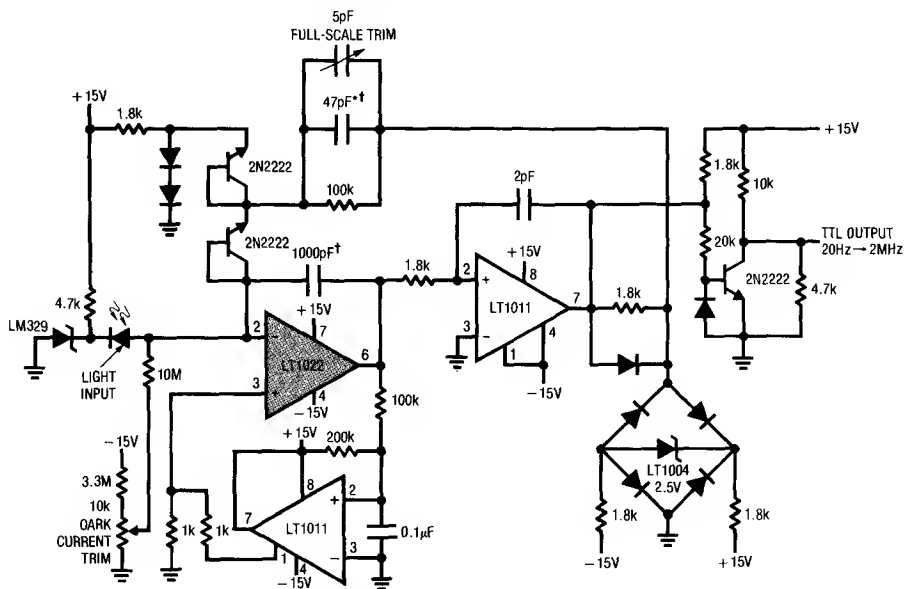 5pF
FULL-SCALE TRIM
+15V
1.8k
47pF*†
2N2222
100k
2N2222
1000pF†
4.7k
LM329
LIGHT
INPUT
10M
2
3
+15V
7
LT1022
6
4
−15V
−15V
3.3M
10k
OARK
CURRENT
TRIM
1k
1k
+15V
200k
100k
8
7
LT1011
2
3
1
4
−15V
0.1μF
2pF
1.8k
+15V
2
8
LT1011
7
3
4
1
−15V
1.8k
+15V
1.8k
10k
20k
TTL OUTPUT
20Hz→2MHz
2N2222
4.7k
LT1004
2.5V
1.8k
1.8k
−15V
+15V